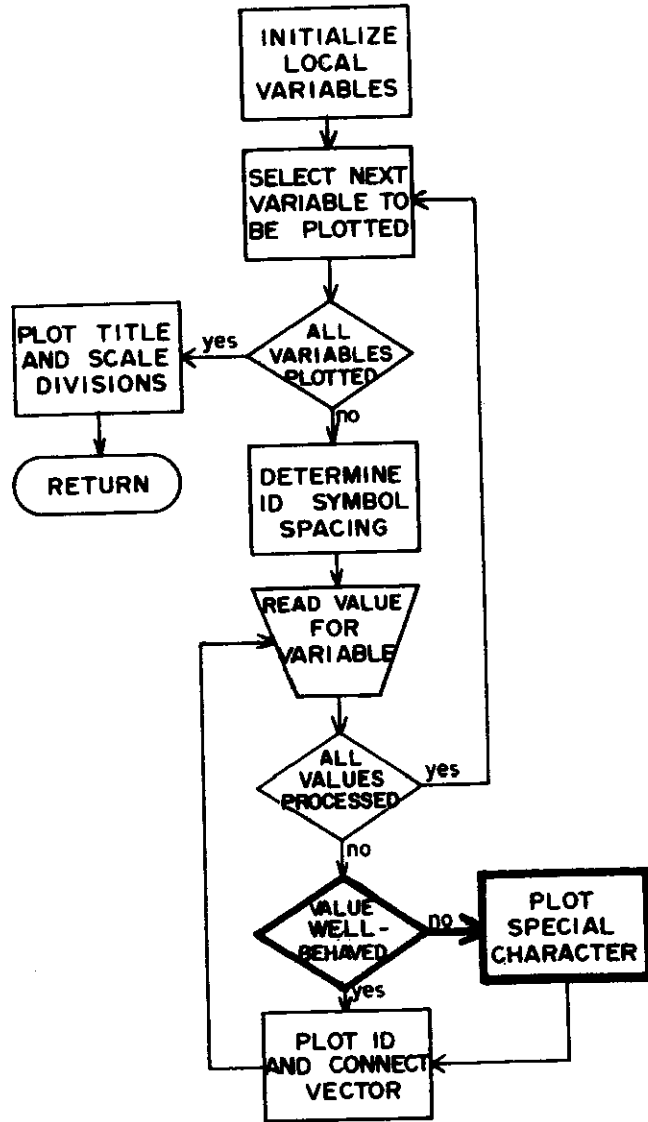 INITIALIZE
LOCAL
VARIABLES
SELECT NEXT
VARIABLE TO
BE PLOTTED
ALL
VARIABLES
PLOTTED
yes
PLOT TITLE
AND SCALE
DIVISIONS
RETURN
no
DETERMINE
ID SYMBOL
SPACING
READ VALUE
FOR
VARIABLE
ALL
VALUES
PROCESSED
yes
no
VALUE
WELL-
BEHAVED
no
PLOT
SPECIAL
CHARACTER
yes
PLOT ID
AND CONNECT
VECTOR